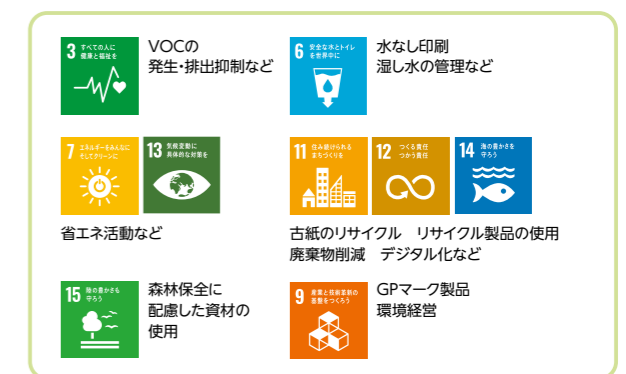 3 すべての人に
健康と福祉を
VOCの
発生・排出抑制など
6 安全な水とトイレ
を世界中に
水なし印刷
湿し水の管理など
7 エネルギーをみんなに
そしてクリーンに
13 気候変動に
具体的な対策を
省エネ活動など
11 住み続けられる
まちづくりを
12 つくる責任
つかう責任
14 海の豊かさを
守ろう
古紙のリサイクル リサイクル製品の使用
廃棄物削減 デジタル化など
15 陸の豊かさも
守ろう
森林保全に
配慮した資材の
使用
9 産業と技術革新の
基盤をつくろう
GPマーク製品
環境経営